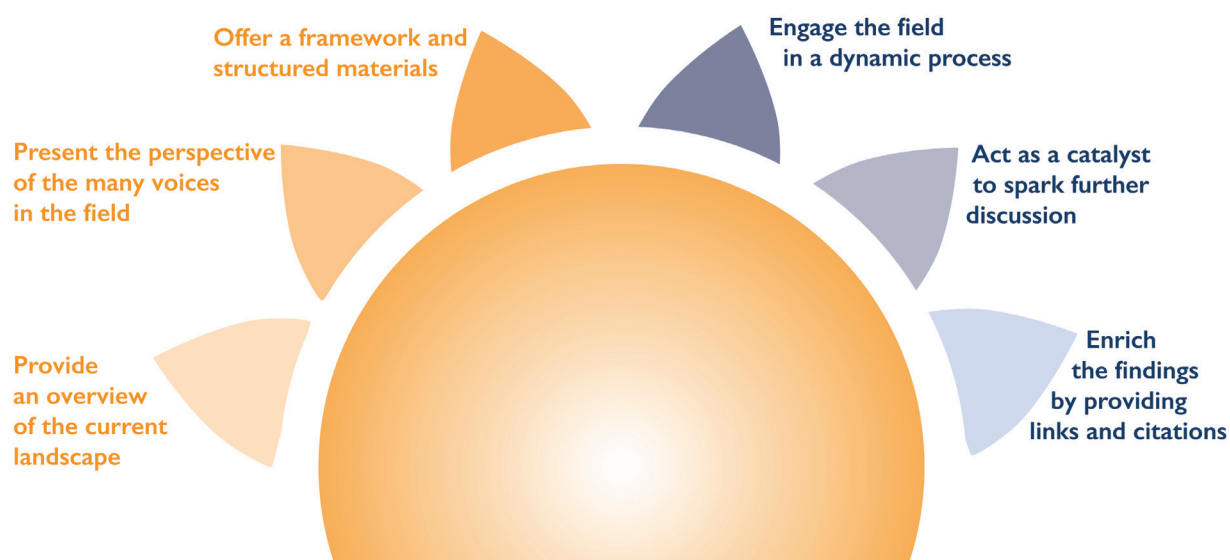 Offer a framework and
structured materials
Engage the field
in a dynamic process
Present the perspective
of the many voices
in the field
Act as a catalyst
to spark further
discussion
Provide
an overview
of the current
landscape
Enrich
the findings
by providing
links and citations